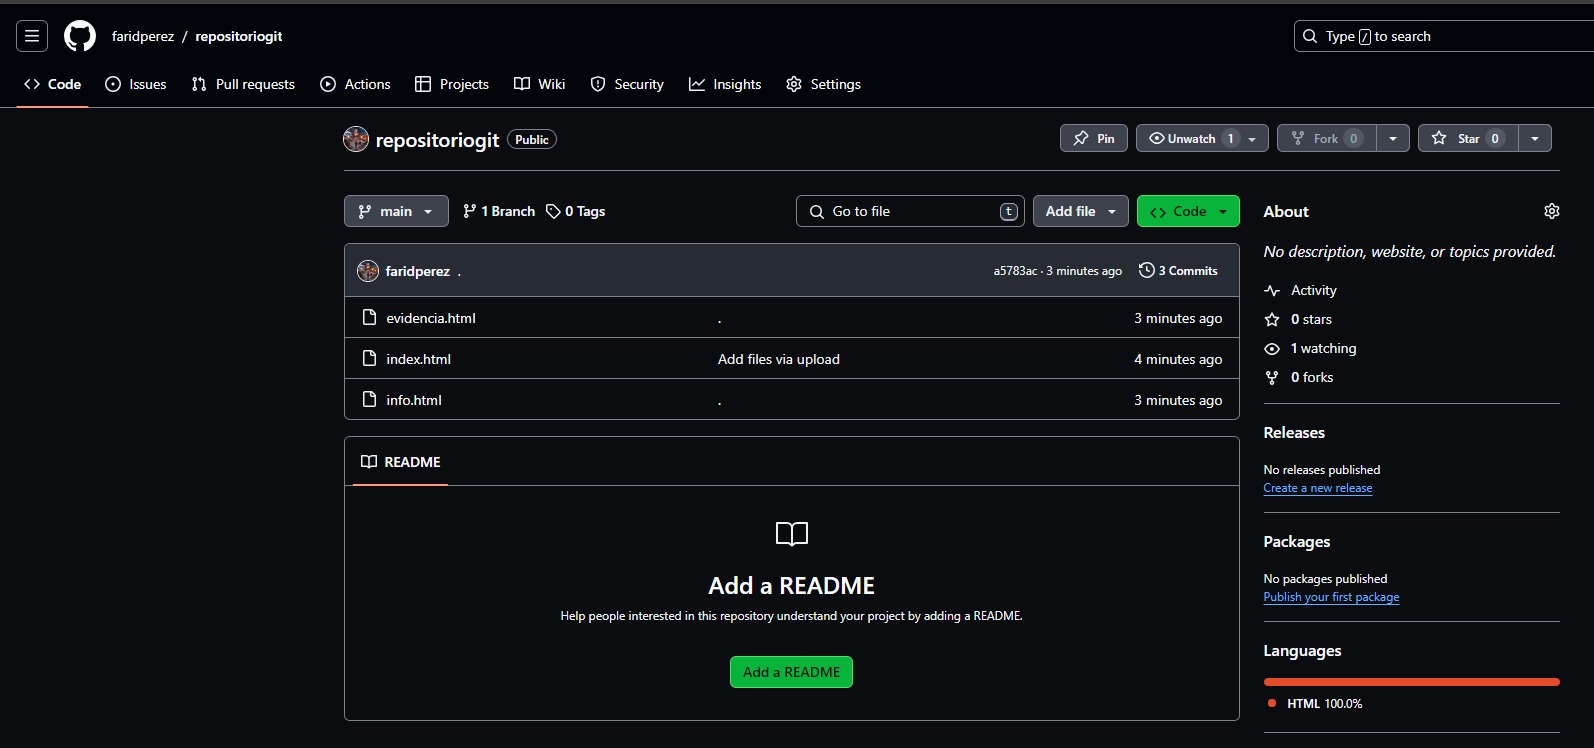 faridperez / repositoriogit
Type / to search
<> Code Issues Pull requests Actions Projects Wiki Security Insights Settings
repositoriogit Public
Pin Unwatch 1 Fork 0 Star 0
main 1 Branch 0 Tags Go to file t Add file <> Code
faridperez . a5783ac · 3 minutes ago 3 Commits
evidencia.html . 3 minutes ago
index.html Add files via upload 4 minutes ago
info.html . 3 minutes ago
README
Add a README
Help people interested in this repository understand your project by adding a README.
Add a README
About
No description, website, or topics provided.
Activity
0 stars
1 watching
0 forks
Releases
No releases published
Create a new release
Packages
No packages published
Publish your first package
Languages
HTML 100.0%